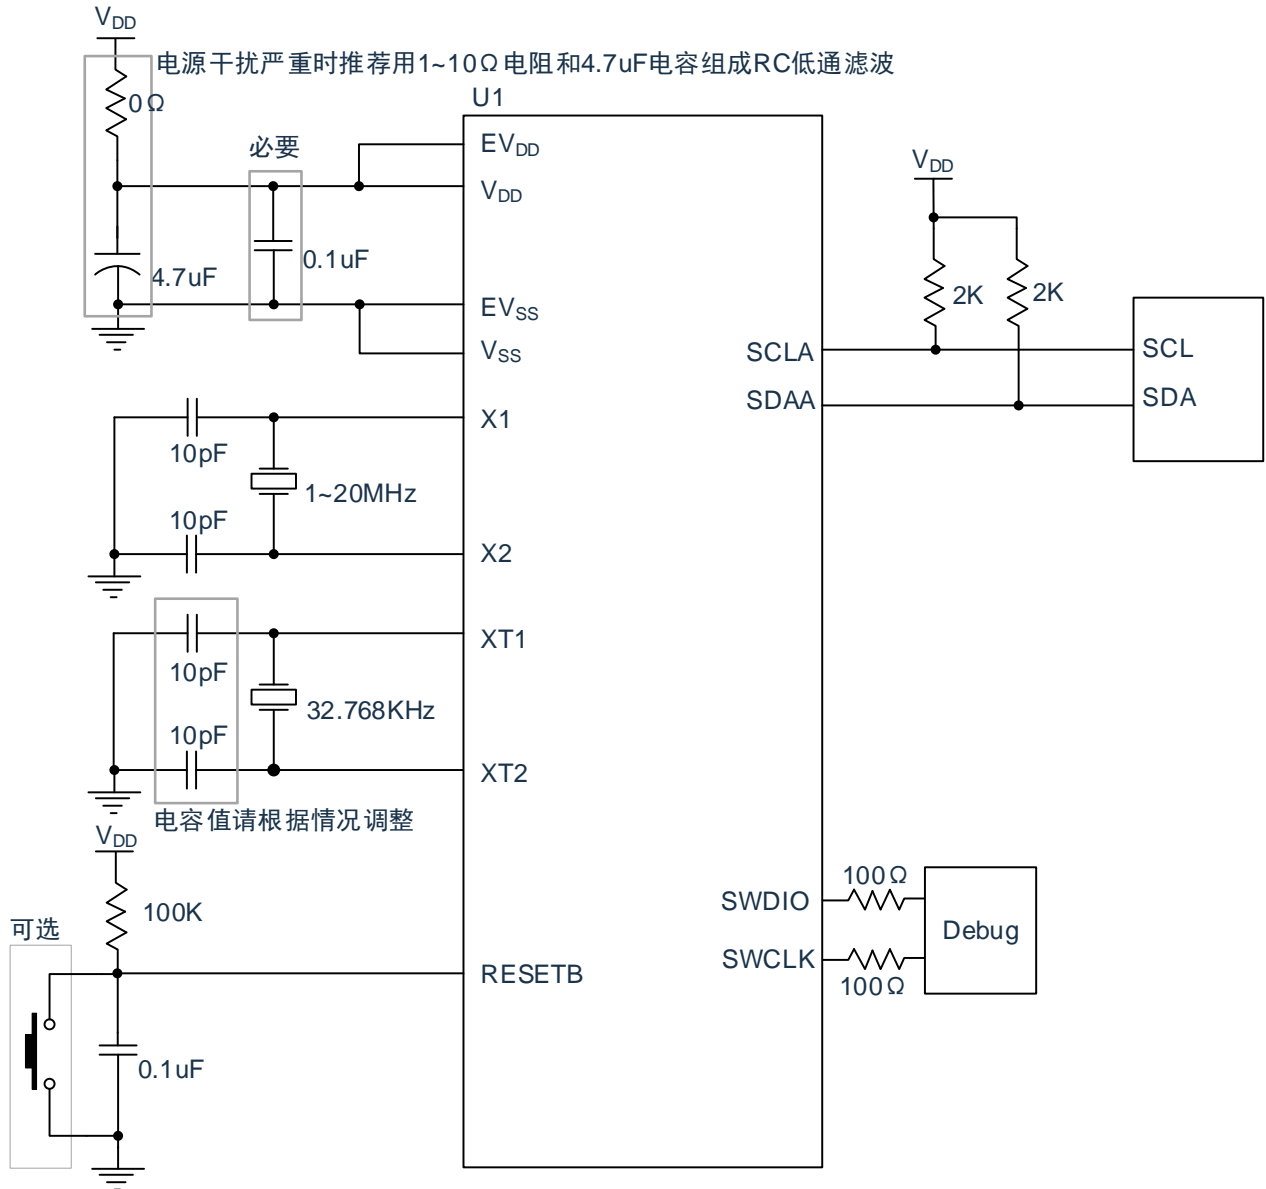 VDD
电源干扰严重时推荐用1~10Ω电阻和4.7uF电容组成RC低通滤波
0Ω
U1
必要
EVDD
VDD
VDD
0.1uF
4.7uF
2K
2K
EVSS
VSS
SCLA
SCL
SDAA
SDA
X1
10pF
1~20MHz
10pF
X2
XT1
10pF
32.768KHz
10pF
XT2
电容值请根据情况调整
VDD
100K
可选
RESETB
0.1uF
100Ω
SWDIO
Debug
SWCLK
100Ω